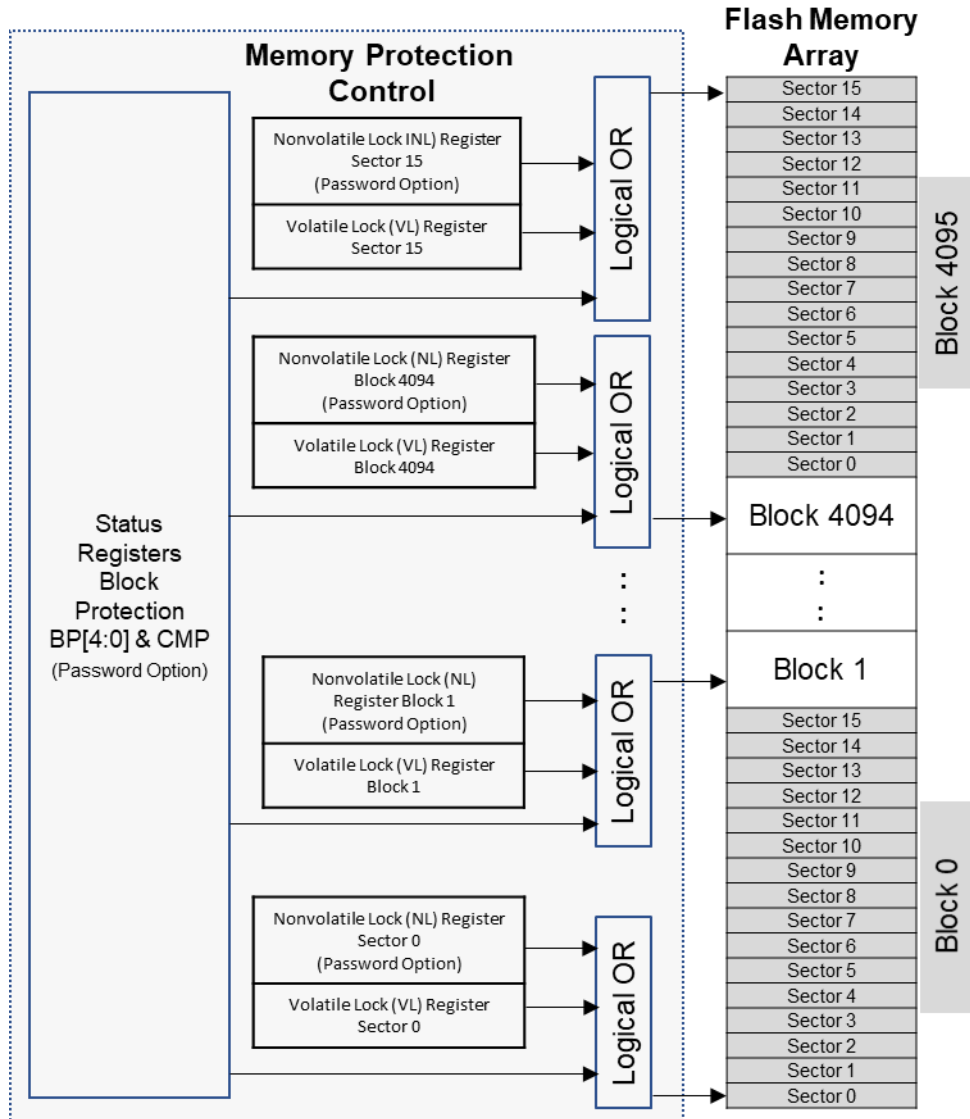 Memory Protection
Control
Flash Memory
Array
Status
Registers
Block
Protection
BP[4:0] & CMP
(Password Option)
Nonvolatile Lock INL) Register
Sector 15
(Password Option)
Volatile Lock (VL) Register
Sector 15
Logical OR
Nonvolatile Lock (NL) Register
Block 4094
(Password Option)
Volatile Lock (VL) Register
Block 4094
Logical OR
:
:
Nonvolatile Lock (NL)
Register Block 1
(Password Option)
Volatile Lock (VL) Register
Block 1
Logical OR
Nonvolatile Lock (NL) Register
Sector 0
(Password Option)
Volatile Lock (VL) Register
Sector 0
Logical OR
Sector 15
Sector 14
Sector 13
Sector 12
Sector 11
Sector 10
Sector 9
Sector 8
Sector 7
Sector 6
Sector 5
Sector 4
Sector 3
Sector 2
Sector 1
Sector 0
Block 4095
Block 4094
:
:
Block 1
Sector 15
Sector 14
Sector 13
Sector 12
Sector 11
Sector 10
Sector 9
Sector 8
Sector 7
Sector 6
Sector 5
Sector 4
Sector 3
Sector 2
Sector 1
Sector 0
Block 0